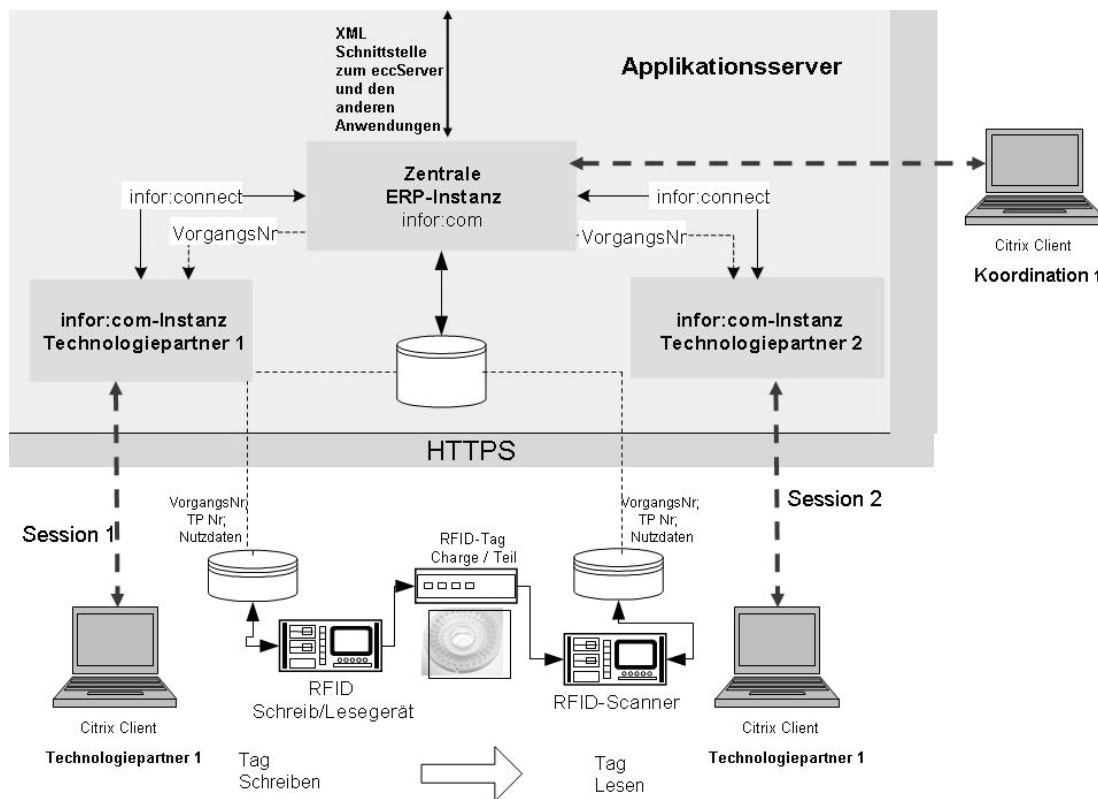 XML
Schnittstelle
zum eccServer
und den
anderen
Anwendungen
Applikationsserver
Zentrale
ERP-Instanz
infor:com
infor:connect
infor:connect
VorgangsNr
VorgangsNr
Citrix Client
Koordination 1
infor:com-Instanz
Technologiepartner 1
infor:com-Instanz
Technologiepartner 2
HTTPS
Session 1
Session 2
VorgangsNr;
TP Nr;
Nutzdaten
RFID-Tag
Charge / Teil
VorgangsNr;
TP Nr;
Nutzdaten
RFID
Schreib/Lesegerät
RFID-Scanner
Citrix Client
Technologiepartner 1
Citrix Client
Technologiepartner 1
Tag
Schreiben
Tag
Lesen